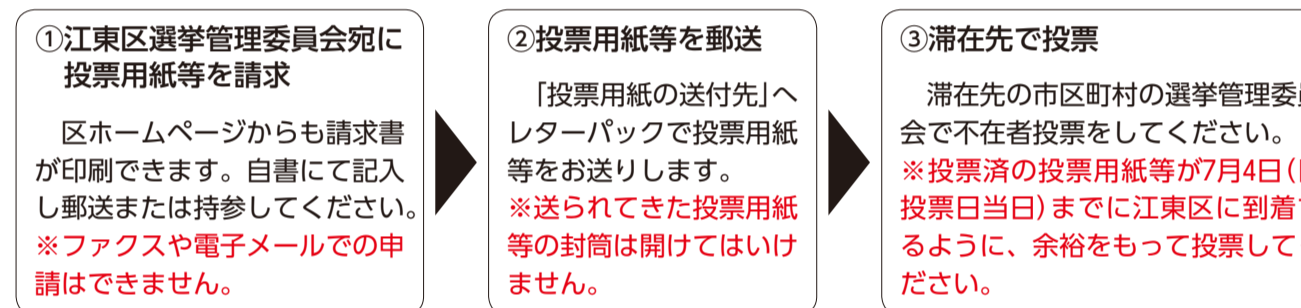 ①江東区選挙管理委員会宛に
投票用紙等を請求
区ホームページからも請求書
が印刷できます。自書にて記入
し郵送または持参してください。
※ファクスや電子メールでの申
請はできません。
②投票用紙等を郵送
「投票用紙の送付先」へ
レターパックで投票用紙
等をお送りします。
※送られてきた投票用紙
等の封筒は開けてはいけ
ません。
③滞在先で投票
滞在先の市区町村の選挙管理委
会で不在者投票をしてください。
※投票済の投票用紙等が7月4日(
投票日当日)までに江東区に到着
るように、余裕をもって投票して
ださい。